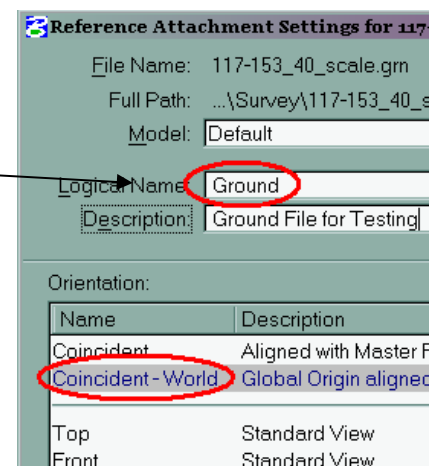 Reference Attachment Settings for 117-
File Name: 117-153_40_scale.grn
Full Path: ...\Survey\117-153_40_s
Model: Default
Logical Name: Ground
Description: Ground File for Testing
Orientation:
Name Description
Coincident Aligned with Master F
Coincident - World Global Origin aligned
Top Standard View
Front Standard View